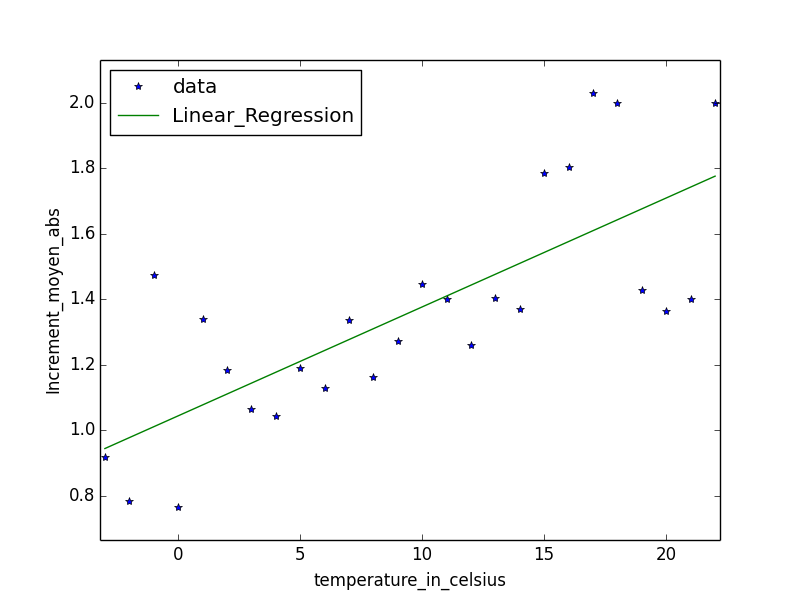 data
Linear_Regression
2.0
1.8
1.6
1.4
1.2
1.0
0.8
Increment_moyen_abs
0 5 10 15 20
temperature_in_celsius